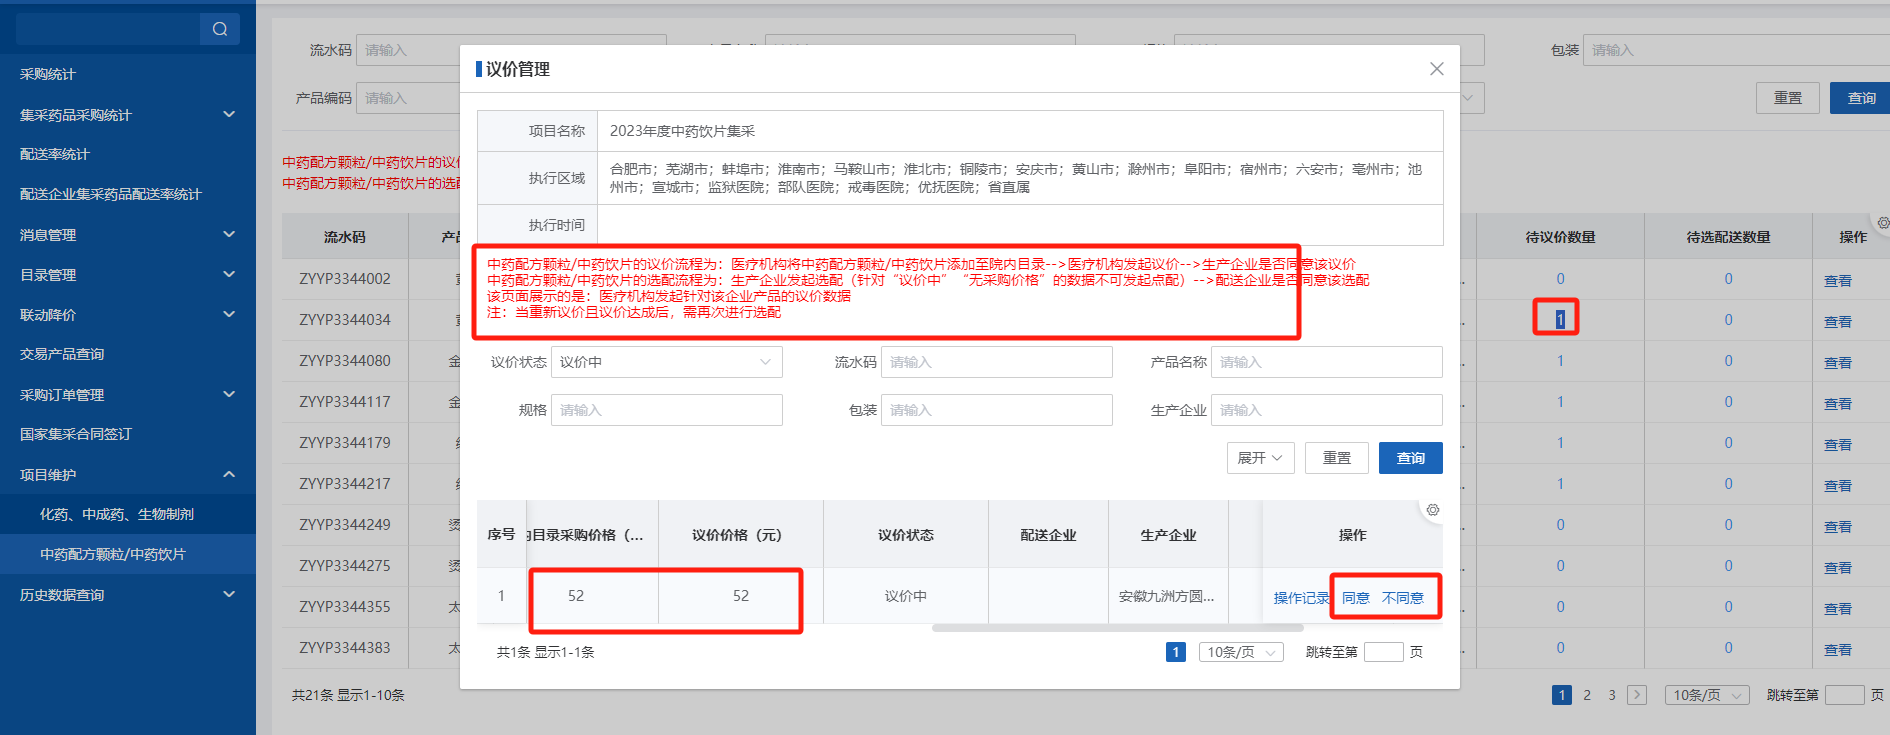 采购统计
集采药品采购统计
配送率统计
配送企业集采药品配送率统计
消息管理
目录管理
联动降价
交易产品查询
采购订单管理
国家集采合同签订
项目维护
化药、中成药、生物制剂
中药配方颗粒/中药饮片
历史数据查询
流水码 请输入
包装 请输入
产品编码 请输入
重置 查询
中药配方颗粒/中药饮片的议
中药配方颗粒/中药饮片的选
流水码 待议价数量 待选配送数量 操作
ZYYP3344002 0 0 查看
ZYYP3344034 1 0 查看
ZYYP3344080 金 1 0 查看
ZYYP3344117 金 1 0 查看
ZYYP3344179 1 0 查看
ZYYP3344217 1 0 查看
ZYYP3344249 0 0 查看
ZYYP3344275 0 0 查看
ZYYP3344355 太 0 0 查看
ZYYP3344383 太 0 0 查看
共21条 显示1-10条
1 2 3 > 10条/页 跳转至第 页
议价管理
项目名称 2023年度中药饮片集采
执行区域 合肥市；芜湖市；蚌埠市；淮南市；马鞍山市；淮北市；铜陵市；安庆市；黄山市；滁州市；阜阳市；宿州市；六安市；亳州市；池
州市；宣城市；监狱医院；部队医院；戒毒医院；优抚医院；省直属
执行时间
中药配方颗粒/中药饮片的议价流程为：医疗机构将中药配方颗粒/中药饮片添加至院内目录-->医疗机构发起议价-->生产企业是否同意该议价
中药配方颗粒/中药饮片的选配流程为：生产企业发起选配（针对“议价中”“无采购价格”的数据不可发起点配）-->配送企业是否同意该选配
该页面展示的是：医疗机构发起针对该企业产品的议价数据
注：当重新议价且议价达成后，需再次进行选配
议价状态 议价中 流水码 请输入 产品名称 请输入
规格 请输入 包装 请输入 生产企业 请输入
展开 重置 查询
序号 目录采购价格（... 议价价格（元） 议价状态 配送企业 生产企业 操作
1 52 52 议价中 安徽九洲方圆... 操作记录 同意 不同意
共1条 显示1-1条
1 10条/页 跳转至第 页